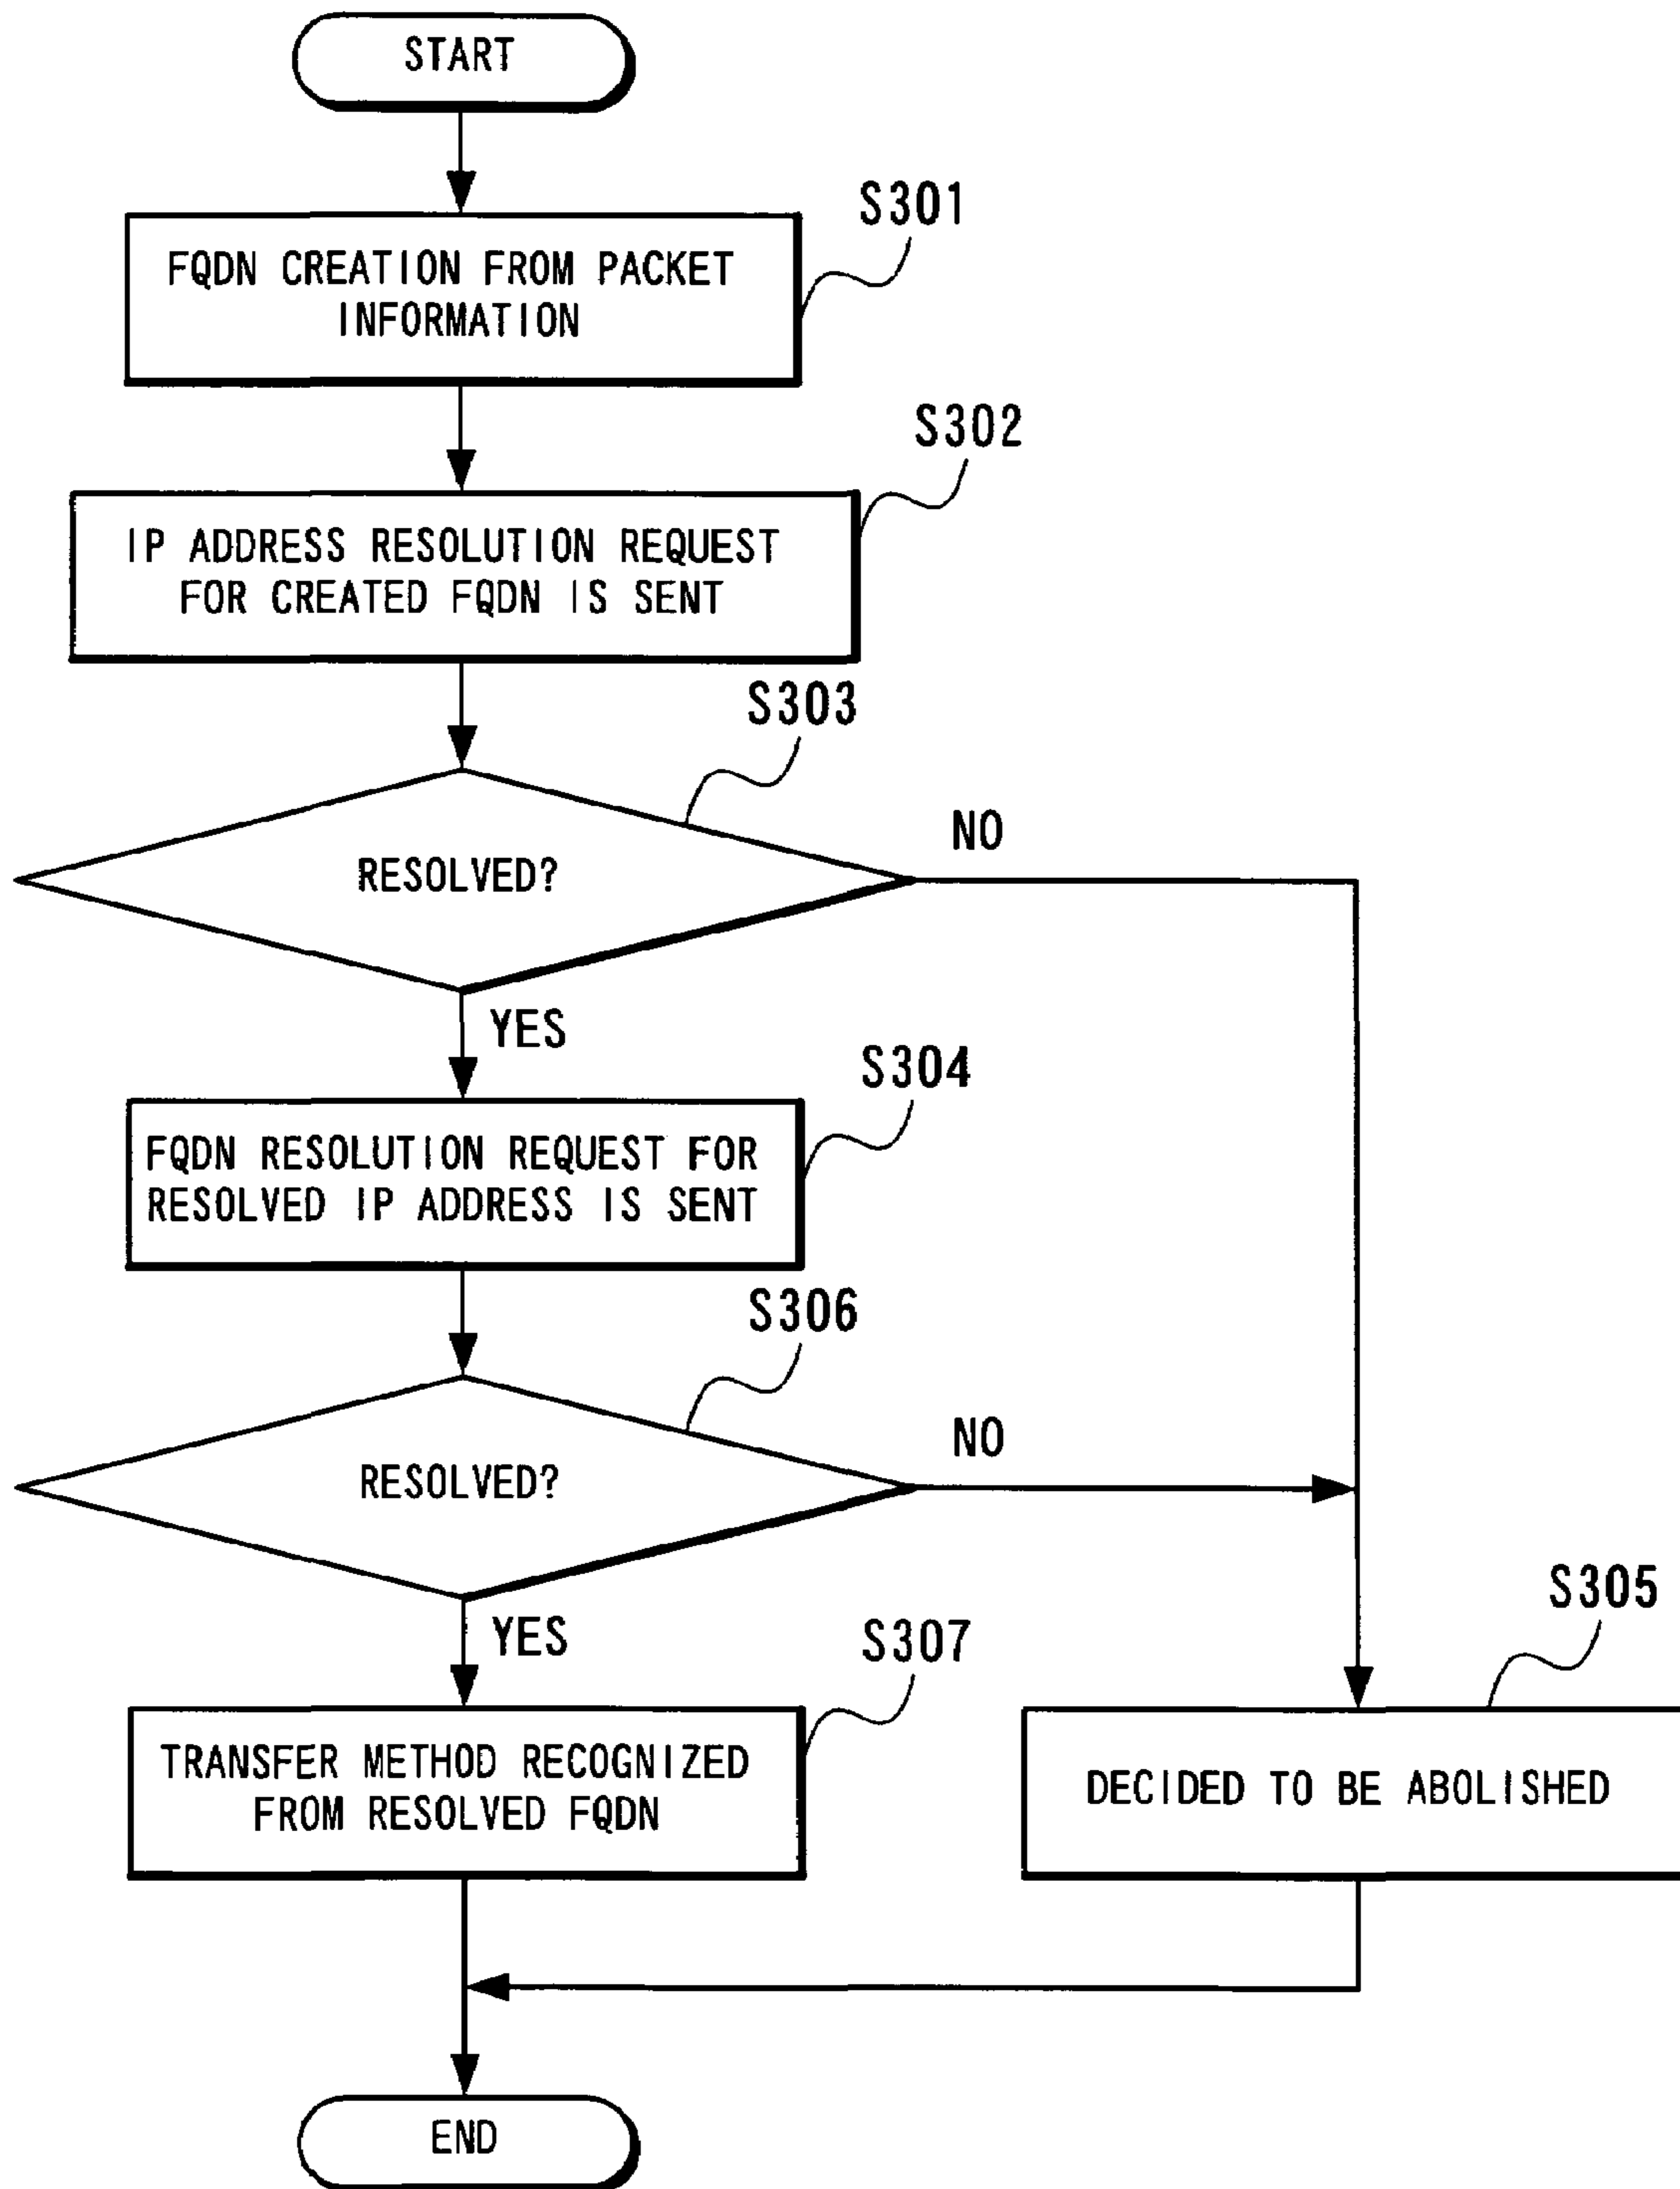 START
S301
FQDN CREATION FROM PACKET
INFORMATION
S302
IP ADDRESS RESOLUTION REQUEST
FOR CREATED FQDN IS SENT
S303
RESOLVED?
NO
YES
S304
FQDN RESOLUTION REQUEST FOR
RESOLVED IP ADDRESS IS SENT
S306
RESOLVED?
NO
YES
S307
TRANSFER METHOD RECOGNIZED
FROM RESOLVED FQDN
S305
DECIDED TO BE ABOLISHED
END